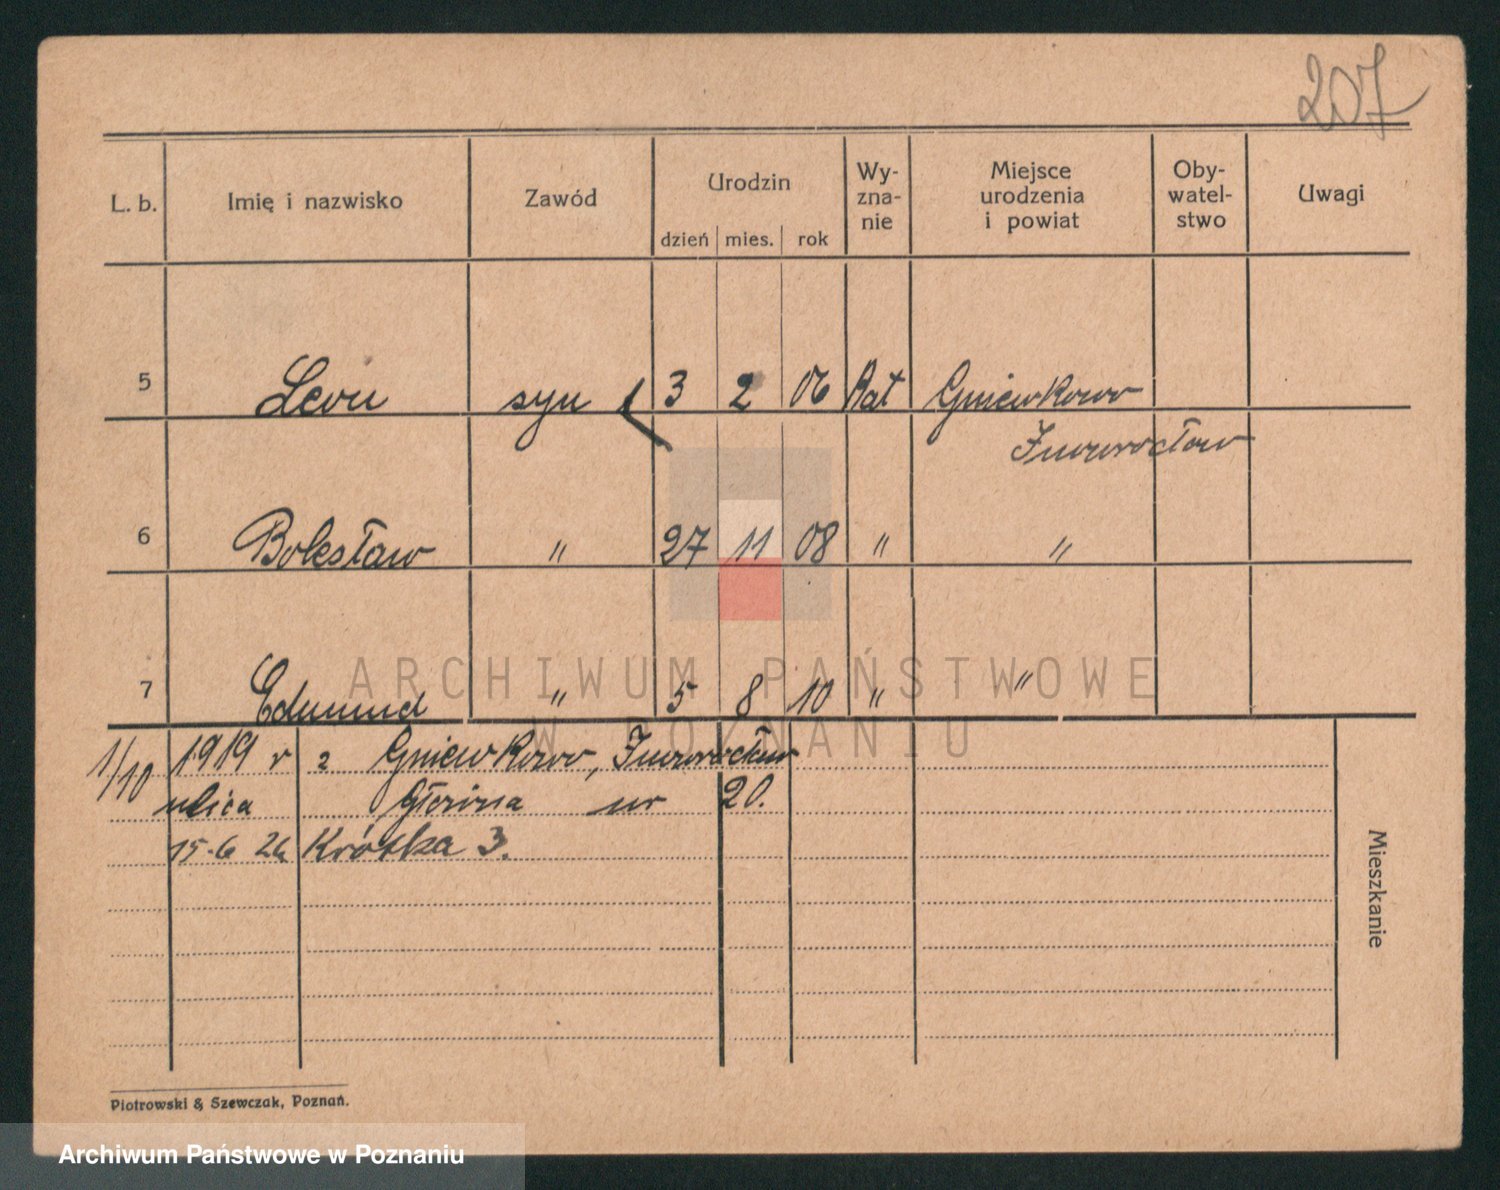 207
L. b. Imię i nazwisko Zawód Urodzin Wy-zna-nie Miejsce urodzenia i powiat Oby-watel-stwo Uwagi
dzień mies. rok
5 Leon syn 3 2 06 Kat Gniewkowo
Inowrocław
6 Bolesław " 27 11 08 " "
7 Edmund " 5 8 10 " "
ARCHIWUM PAŃSTWOWE
W POZNANIU
1/10 1919 r z Gniewkowo, Inowrocław
ulica nr 20.
15.6 24 Krótka 3.
Mieszkanie
Piotrowski & Szewczak, Poznań.
Archiwum Państwowe w Poznaniu